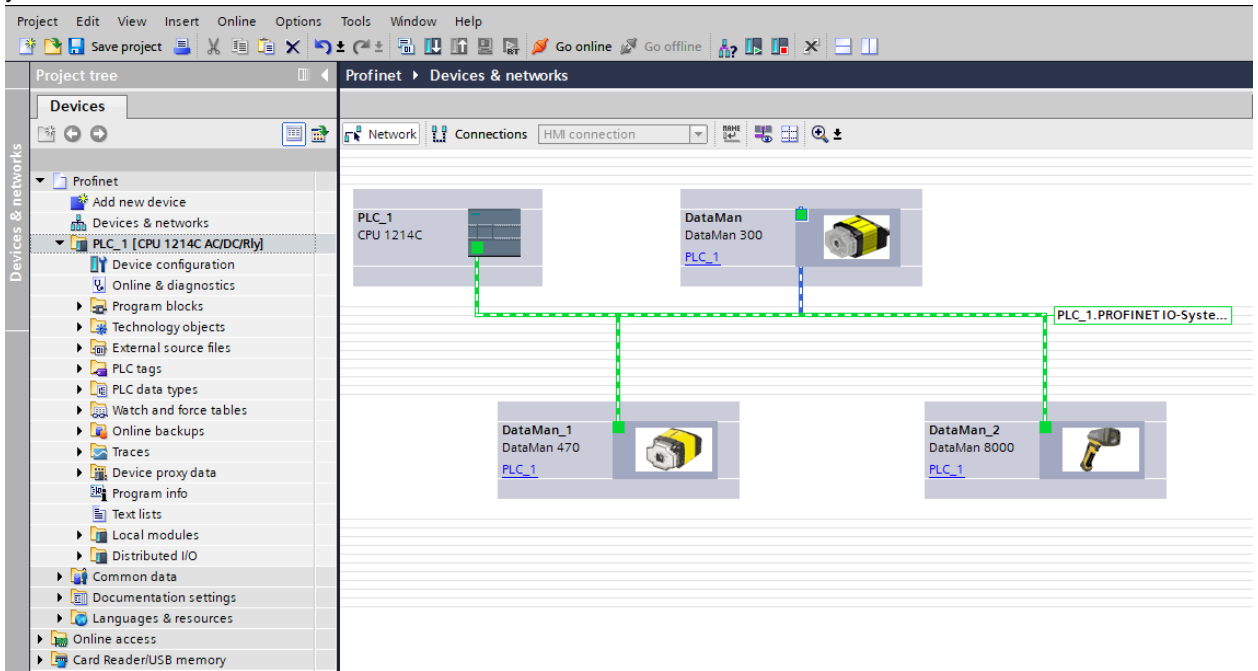 Project Edit View Insert Online Options Tools Window Help
Save project Go online Go offline
Project tree
Profinet Devices & networks
Devices
Network Connections HMI connection
Devices & networks
Profinet
Add new device
Devices & networks
PLC_1 [CPU 1214C AC/DC/Rly]
Device configuration
Online & diagnostics
Program blocks
Technology objects
External source files
PLC tags
PLC data types
Watch and force tables
Online backups
Traces
Device proxy data
Program info
Text lists
Local modules
Distributed I/O
Common data
Documentation settings
Languages & resources
Online access
Card Reader/USB memory
PLC_1
CPU 1214C
DataMan
DataMan 300
PLC_1
PLC_1.PROFINET IO-Syste...
DataMan_1
DataMan 470
PLC_1
DataMan_2
DataMan 8000
PLC_1